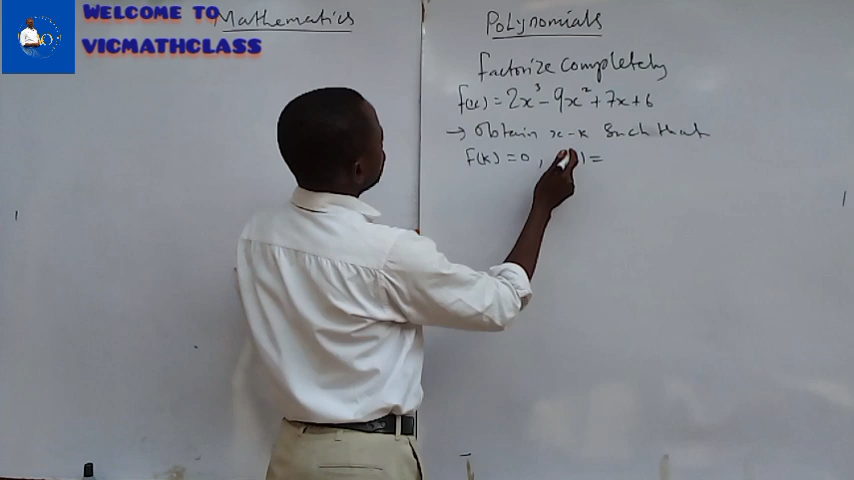 WELCOME TO
VICMATHCLASS
Mathematics
Polynomials
factorize completely
f(x) = 2x³ - 9x² + 7x + 6
→ Obtain x-k Such that
f(k) = 0 , ) =